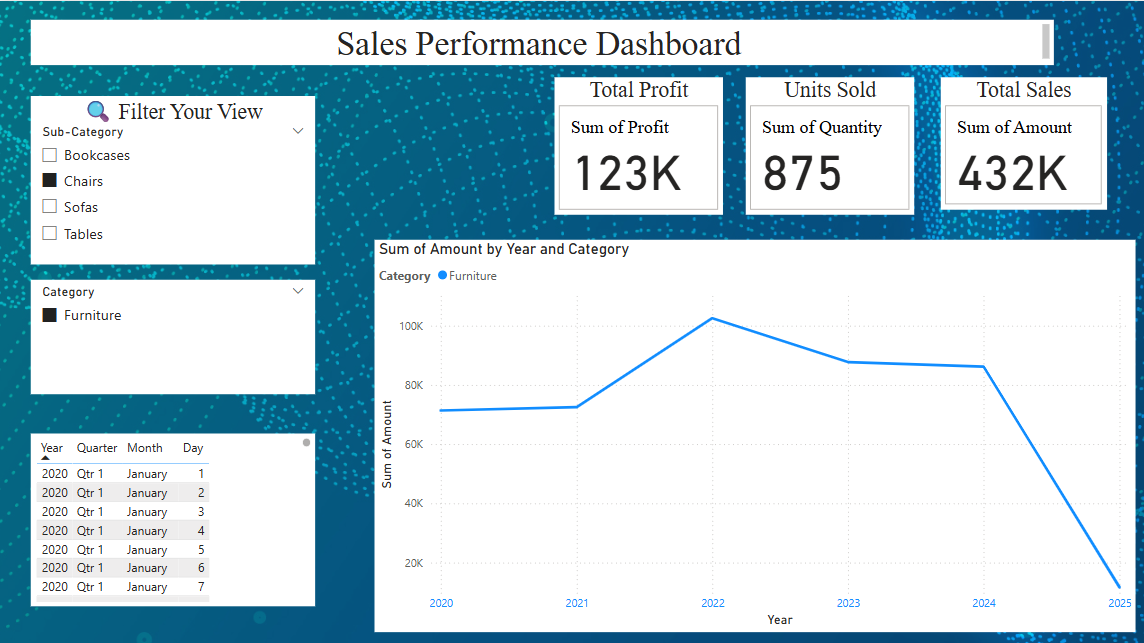 Sales Performance Dashboard
🔍 Filter Your View
Sub-Category
Bookcases
Chairs
Sofas
Tables
Category
Furniture
Year Quarter Month Day
2020 Qtr 1 January 1
2020 Qtr 1 January 2
2020 Qtr 1 January 3
2020 Qtr 1 January 4
2020 Qtr 1 January 5
2020 Qtr 1 January 6
2020 Qtr 1 January 7
Total Profit
Sum of Profit
123K
Units Sold
Sum of Quantity
875
Total Sales
Sum of Amount
432K
Sum of Amount by Year and Category
Category Furniture
Sum of Amount
100K
80K
60K
40K
20K
2020 2021 2022 2023 2024 2025
Year